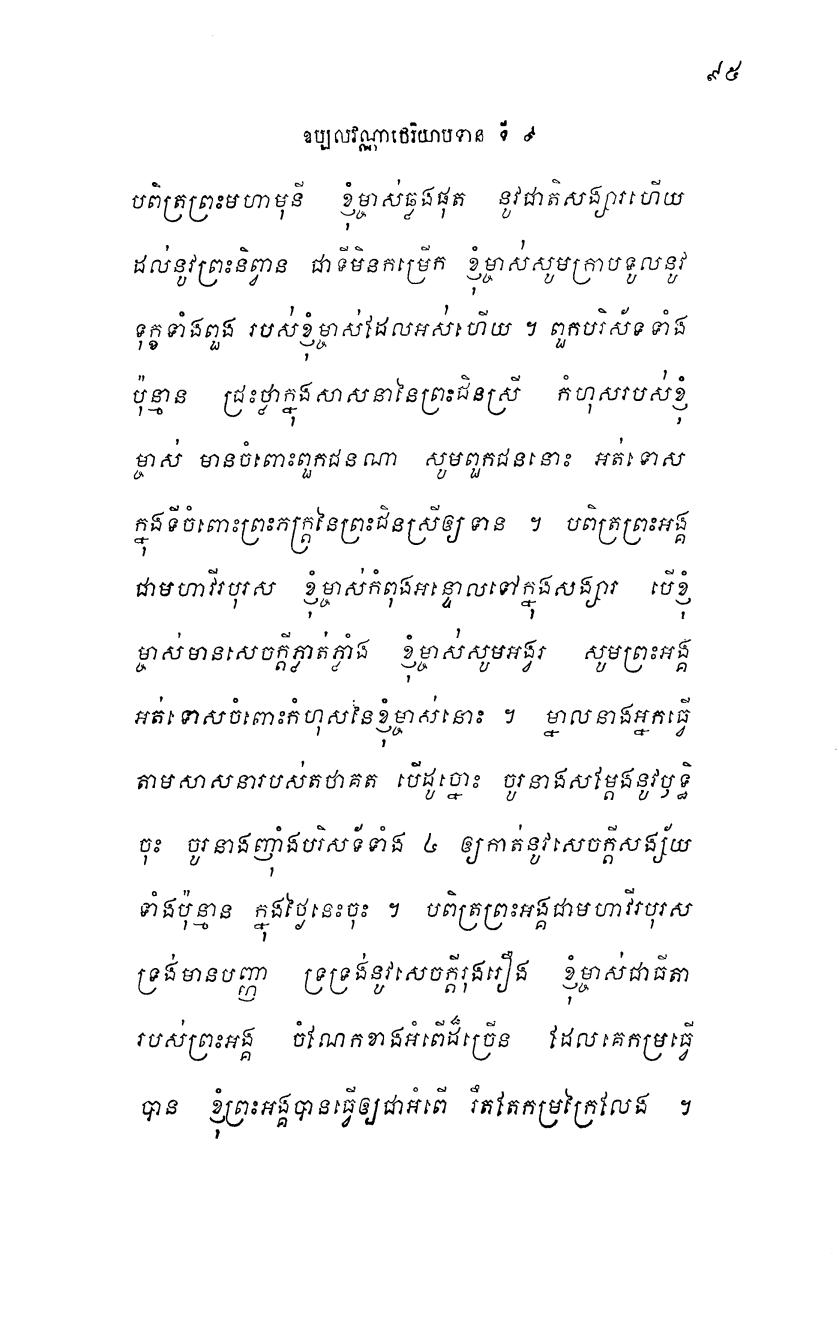 ៩៥
ឧប្បលវណ្ណាថេរិយាបទាន ទី ៩
បពិត្រព្រះមហាមុនី ខ្ញុំម្ចាស់ឆ្លងផុត នូវជាតិសង្សារហើយ
ដល់នូវព្រះនិព្វាន ជាទីមិនកម្រើក ខ្ញុំម្ចាស់សូមក្រាបទូលនូវ
ទុក្ខទាំងពួង របស់ខ្ញុំម្ចាស់ដែលអស់ហើយ ។ ពួកបរិស័ទទាំង
ប៉ុន្មាន ជ្រះថ្លាក្នុងសាសនានៃព្រះជិនស្រី កំហុសរបស់ខ្ញុំ
ម្ចាស់ មានចំពោះពួកជនណា សូមពួកជននោះ អត់ទោស
ក្នុងទីចំពោះព្រះភក្ត្រនៃព្រះជិនស្រីឲ្យទាន ។ បពិត្រព្រះអង្គ
ជាមហាវីរបុរស ខ្ញុំម្ចាស់កំពុងអន្ទោលទៅក្នុងសង្សារ បើខ្ញុំ
ម្ចាស់មានសេចក្តីភ្លាត់ភ្លាំង ខ្ញុំម្ចាស់សូមអង្វរ សូមព្រះអង្គ
អត់ទោសចំពោះកំហុសនៃខ្ញុំម្ចាស់នោះ ។ ម្នាលនាងអ្នកធ្វើ
តាមសាសនារបស់តថាគត បើដូច្នោះ ចូរនាងសម្តែងនូវឫទ្ធិ
ចុះ ចូរនាងញ៉ាំងបរិសទ័ទាំង ៤ ឲ្យកាត់នូវសេចក្តីសង្ស័យ
ទាំងប៉ុន្មាន ក្នុងថ្ងៃនេះចុះ ។ បពិត្រព្រះអង្គជាមហាវីរបុរស
ទ្រង់មានបញ្ញា ទ្រទ្រង់នូវសេចក្តីរុងរឿង ខ្ញុំម្ចាស់ជាធីតា
របស់ព្រះអង្គ ចំណែកខាងអំពើដ៏ច្រើន ដែលគេកម្រធ្វើ
បាន ខ្ញុំព្រះអង្គបានធ្វើឲ្យជាអំពើ រឹតតែកម្រក្រៃលែង ។